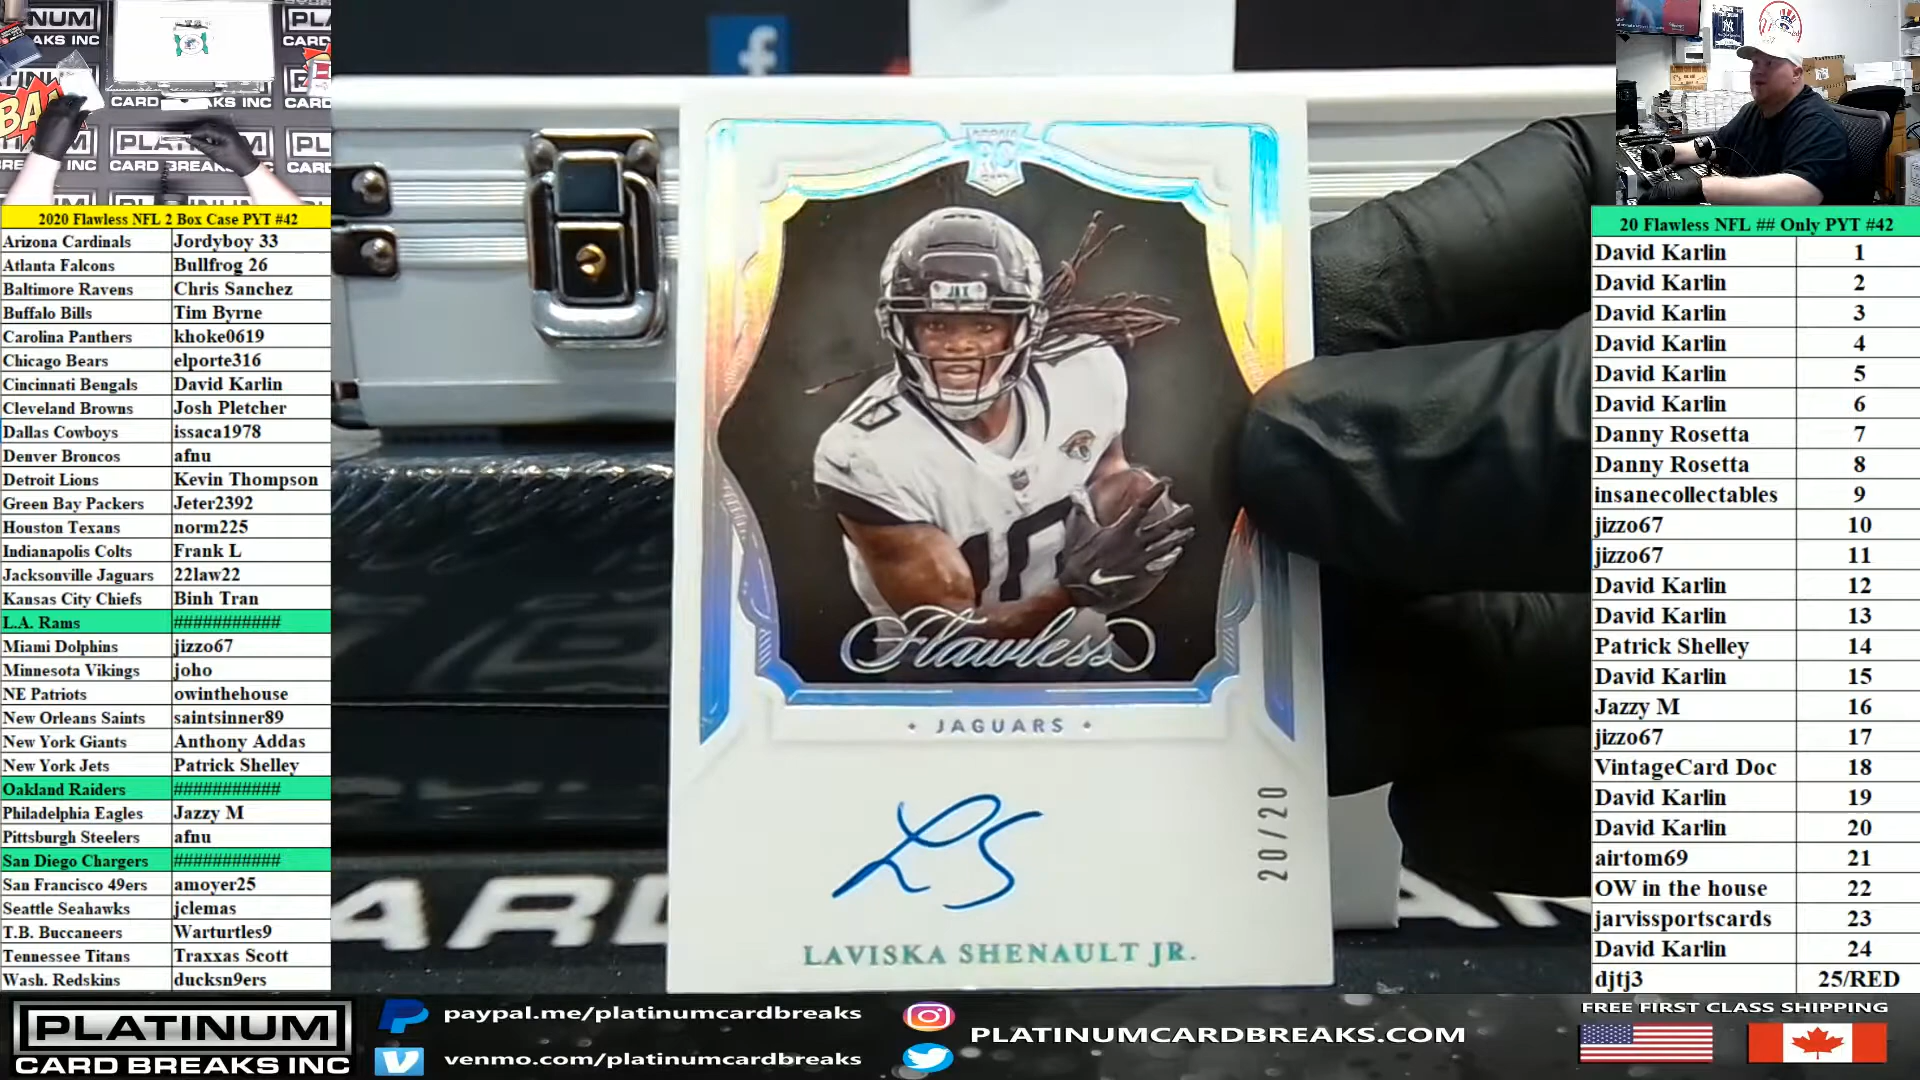 2020 Flawless NFL 2 Box Case PYT #42
Arizona Cardinals Jordyboy 33
Atlanta Falcons Bullfrog 26
Baltimore Ravens Chris Sanchez
Buffalo Bills Tim Byrne
Carolina Panthers khoke0619
Chicago Bears elporte316
Cincinnati Bengals David Karlin
Cleveland Browns Josh Pletcher
Dallas Cowboys issaca1978
Denver Broncos afnu
Detroit Lions Kevin Thompson
Green Bay Packers Jeter2392
Houston Texans norm225
Indianapolis Colts Frank L
Jacksonville Jaguars 22law22
Kansas City Chiefs Binh Tran
L.A. Rams ###########
Miami Dolphins jizzo67
Minnesota Vikings joho
NE Patriots owinthehouse
New Orleans Saints saintsinner89
New York Giants Anthony Addas
New York Jets Patrick Shelley
Oakland Raiders ###########
Philadelphia Eagles Jazzy M
Pittsburgh Steelers afnu
San Diego Chargers ###########
San Francisco 49ers amoyer25
Seattle Seahawks jclemas
T.B. Buccaneers Warturtles9
Tennessee Titans Traxxas Scott
Wash. Redskins ducksn9ers
RC
JAX
10
Flawless
JAGUARS
LS
20/20
LAVISKA SHENAULT JR.
20 Flawless NFL ## Only PYT #42
David Karlin 1
David Karlin 2
David Karlin 3
David Karlin 4
David Karlin 5
David Karlin 6
Danny Rosetta 7
Danny Rosetta 8
insanecollectables 9
jizzo67 10
jizzo67 11
David Karlin 12
David Karlin 13
Patrick Shelley 14
David Karlin 15
Jazzy M 16
jizzo67 17
VintageCard Doc 18
David Karlin 19
David Karlin 20
airtom69 21
OW in the house 22
jarvissportscards 23
David Karlin 24
djtj3 25/RED
PLATINUM
CARD BREAKS INC
paypal.me/platinumcardbreaks
venmo.com/platinumcardbreaks
PLATINUMCARDBREAKS.COM
FREE FIRST CLASS SHIPPING